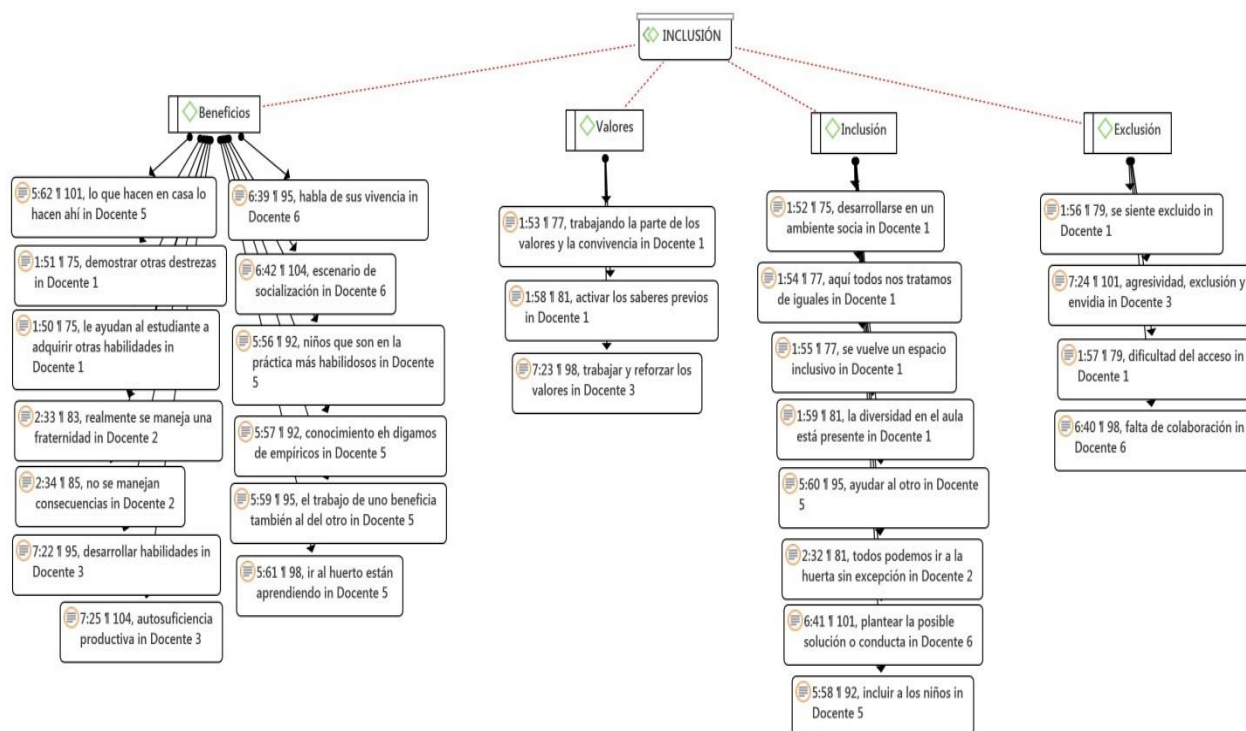 INCLUSIÓN
Beneficios
5:62 ¶ 101, lo que hacen en casa lo
hacen ahí in Docente 5
1:51 ¶ 75, demostrar otras destrezas
in Docente 1
1:50 ¶ 75, le ayudan al estudiante a
adquirir otras habilidades in
Docente 1
2:33 ¶ 83, realmente se maneja una
fraternidad in Docente 2
2:34 ¶ 85, no se manejan
consecuencias in Docente 2
7:22 ¶ 95, desarrollar habilidades in
Docente 3
7:25 ¶ 104, autosuficiencia
productiva in Docente 3
6:39 ¶ 95, habla de sus vivencia in
Docente 6
6:42 ¶ 104, escenario de
socialización in Docente 6
5:56 ¶ 92, niños que son en la
práctica más habilidosos in Docente
5
5:57 ¶ 92, conocimiento eh digamos
de empíricos in Docente 5
5:59 ¶ 95, el trabajo de uno beneficia
también al del otro in Docente 5
5:61 ¶ 98, ir al huerto están
aprendiendo in Docente 5
Valores
1:53 ¶ 77, trabajando la parte de los
valores y la convivencia in Docente 1
1:58 ¶ 81, activar los saberes previos
in Docente 1
7:23 ¶ 98, trabajar y reforzar los
valores in Docente 3
Inclusión
1:52 ¶ 75, desarrollarse en un
ambiente socia in Docente 1
1:54 ¶ 77, aquí todos nos tratamos
de iguales in Docente 1
1:55 ¶ 77, se vuelve un espacio
inclusivo in Docente 1
1:59 ¶ 81, la diversidad en el aula
está presente in Docente 1
5:60 ¶ 95, ayudar al otro in Docente
5
2:32 ¶ 81, todos podemos ir a la
huerta sin excepción in Docente 2
6:41 ¶ 101, plantear la posible
solución o conducta in Docente 6
5:58 ¶ 92, incluir a los niños in
Docente 5
Exclusión
1:56 ¶ 79, se siente excluido in
Docente 1
7:24 ¶ 101, agresividad, exclusión y
envidia in Docente 3
1:57 ¶ 79, dificultad del acceso in
Docente 1
6:40 ¶ 98, falta de colaboración in
Docente 6